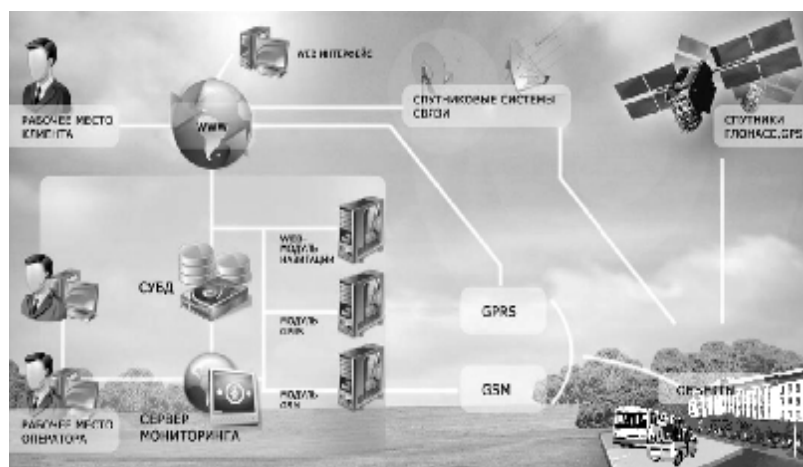 WEB ИНТЕРФЕЙС
РАБОЧЕЕ МЕСТО
КЛИЕНТА
WWW
СПУТНИКОВЫЕ СИСТЕМЫ
СВЯЗИ
СПУТНИКИ
ГЛОНАСС,GPS
WEB-
МОДУЛЬ
НАВИГАЦИИ
СУБД
МОДУЛЬ
GPRS
GPRS
МОДУЛЬ
GSM
GSM
ОБЪЕКТЫ
РАБОЧЕЕ МЕСТО
ОПЕРАТОРА
СЕРВЕР
МОНИТОРИНГА